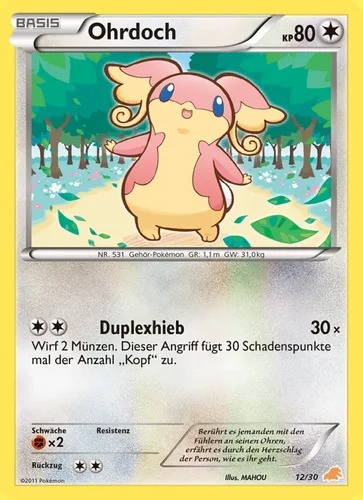 BASIS
Ohrdoch
KP80
NR. 531 Gehör-Pokémon GR: 1,1m GW: 31,0kg
Duplexhieb 30x
Wirf 2 Münzen. Dieser Angriff fügt 30 Schadenspunkte
mal der Anzahl „Kopf“ zu.
Schwäche Resistenz
×2
Rückzug
Berührt es jemanden mit den
Fühlern an seinen Ohren,
erfährt es durch den Herzschlag
der Person, wie es ihr geht.
©2011 Pokémon
Illus. MAHOU
12/30